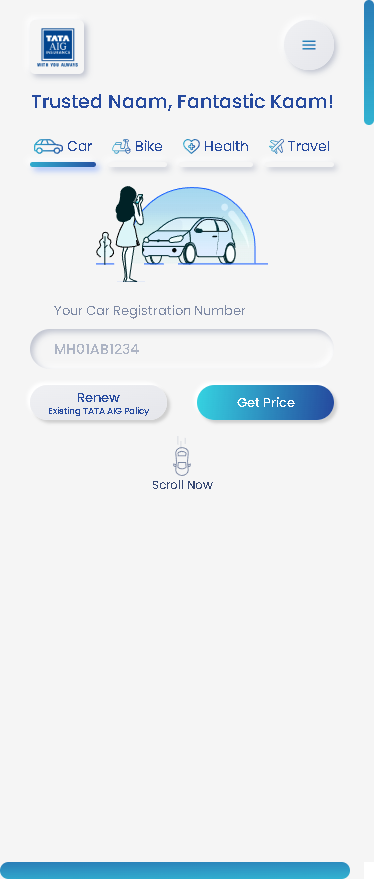 TATA
AIG
INSURANCE
WITH YOU ALWAYS
Trusted Naam, Fantastic Kaam!
Car
Bike
Health
Travel
Your Car Registration Number
MH01AB1234
Renew
Existing TATA AIG Policy
Get Price
Scroll Now